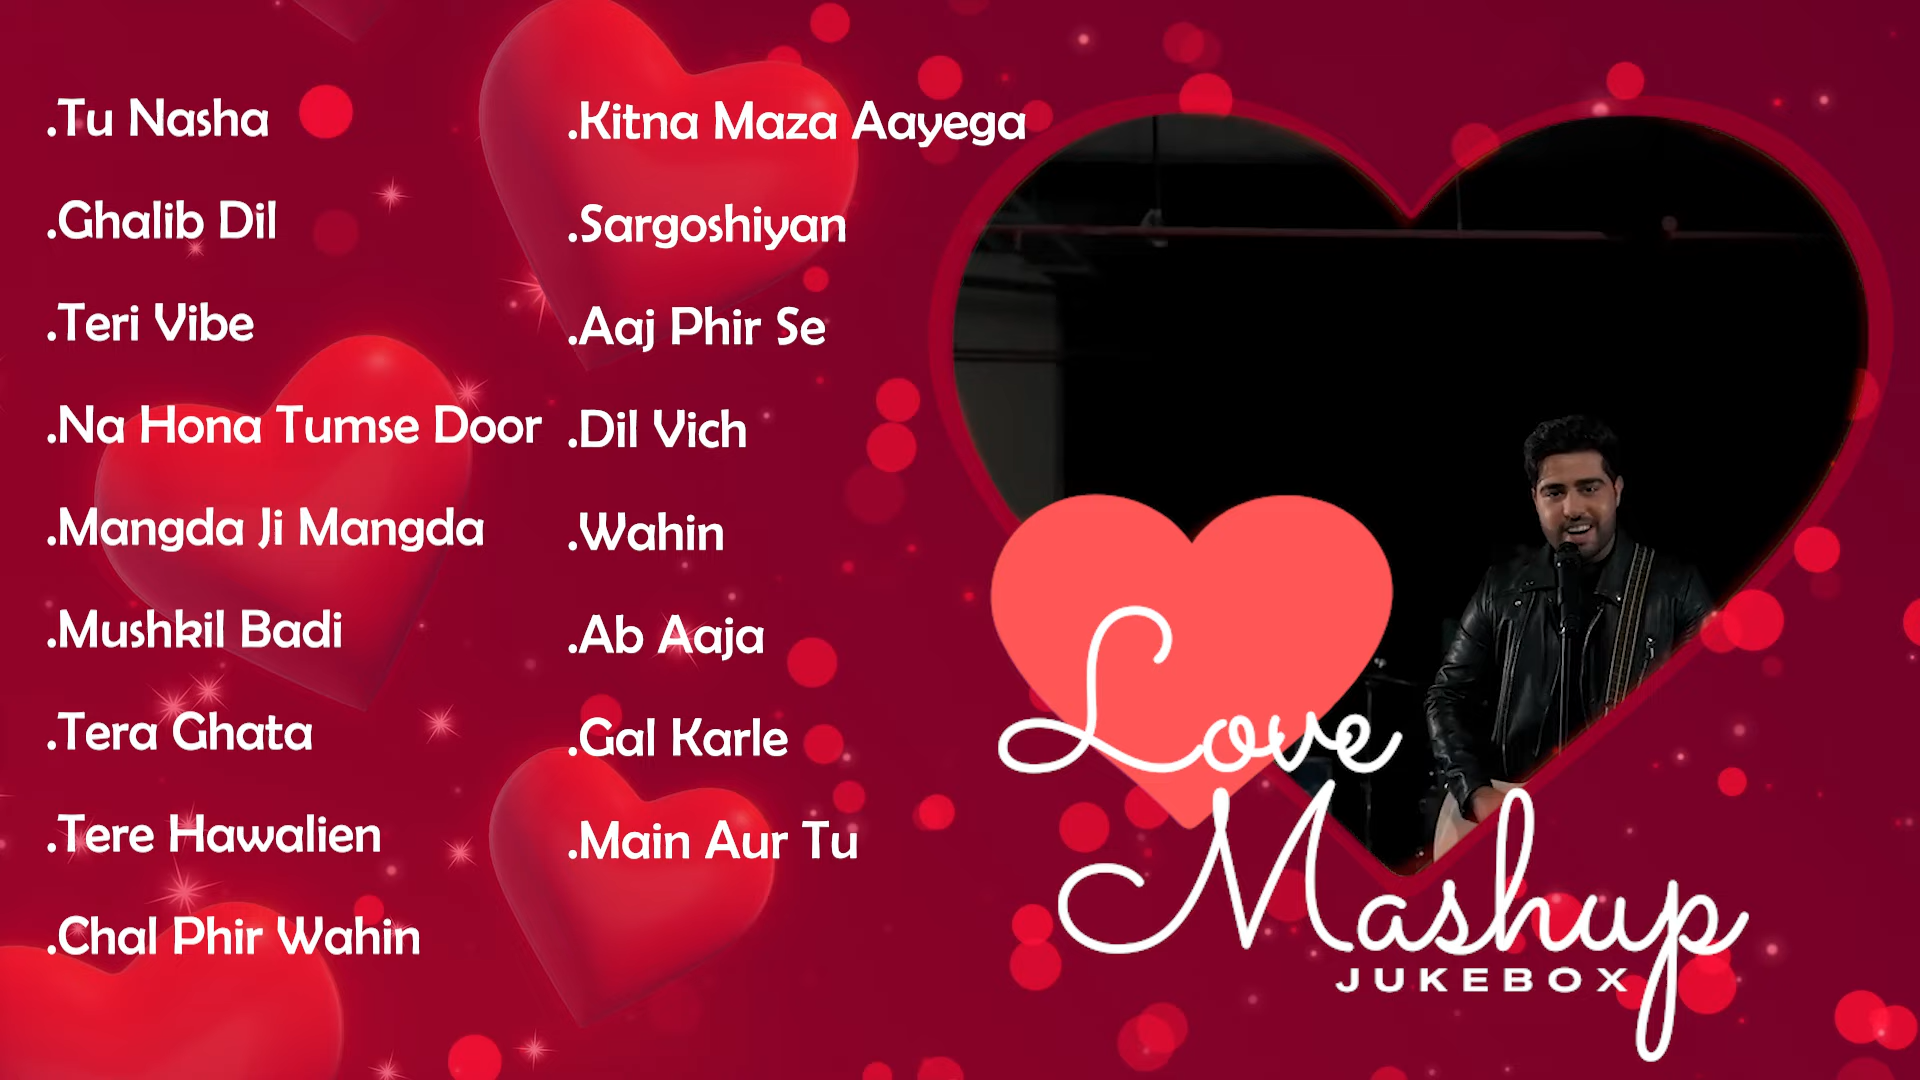 .Tu Nasha
.Ghalib Dil
.Teri Vibe
.Na Hona Tumse Door
.Mangda Ji Mangda
.Mushkil Badi
.Tera Ghata
.Tere Hawalien
.Chal Phir Wahin
.Kitna Maza Aayega
.Sargoshiyan
.Aaj Phir Se
.Dil Vich
.Wahin
.Ab Aaja
.Gal Karle
.Main Aur Tu
Love
Mashup
JUKEBOX